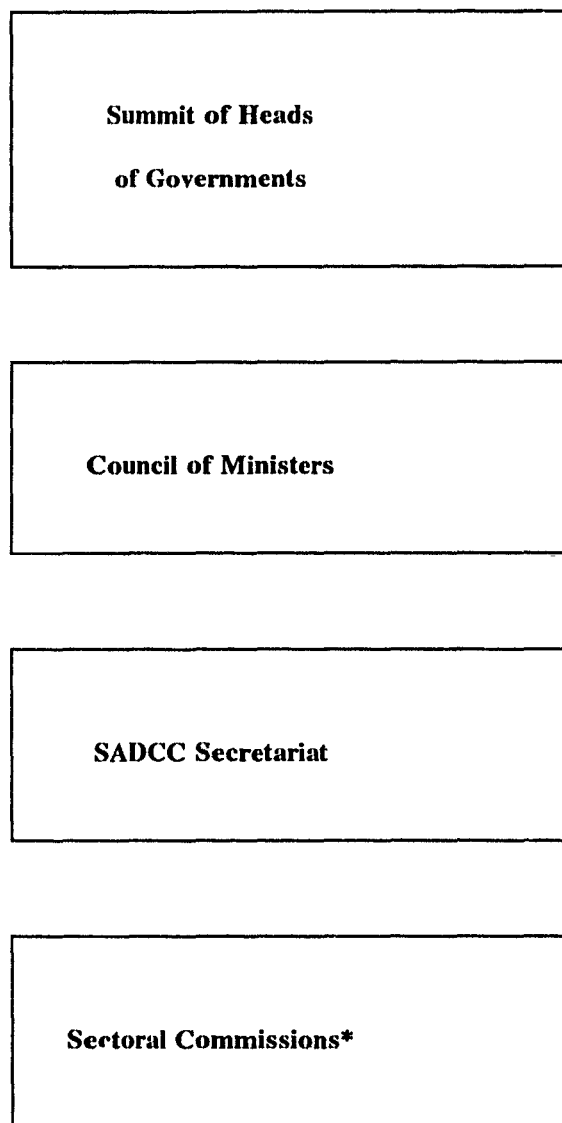 Summit of Heads
of Governments
Council of Ministers
SADCC Secretariat
Sectoral Commissions*